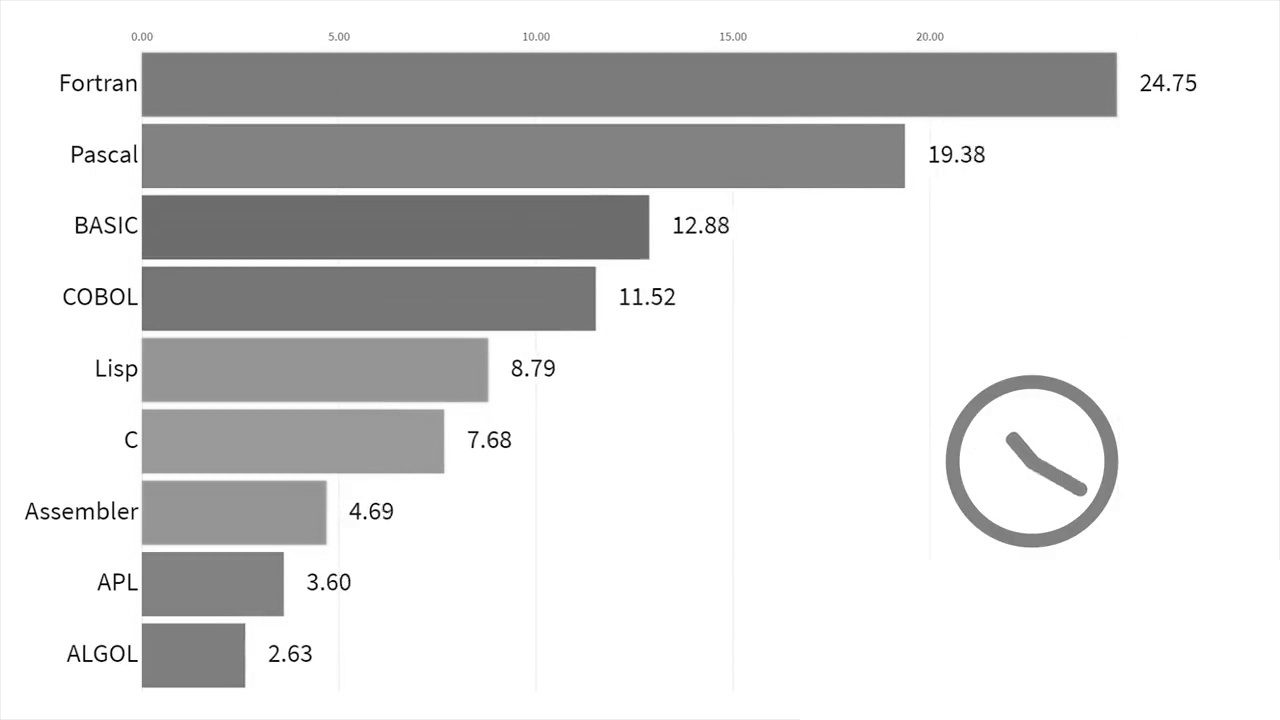 0.00 5.00 10.00 15.00 20.00
Fortran 24.75
Pascal 19.38
BASIC 12.88
COBOL 11.52
Lisp 8.79
C 7.68
Assembler 4.69
APL 3.60
ALGOL 2.63